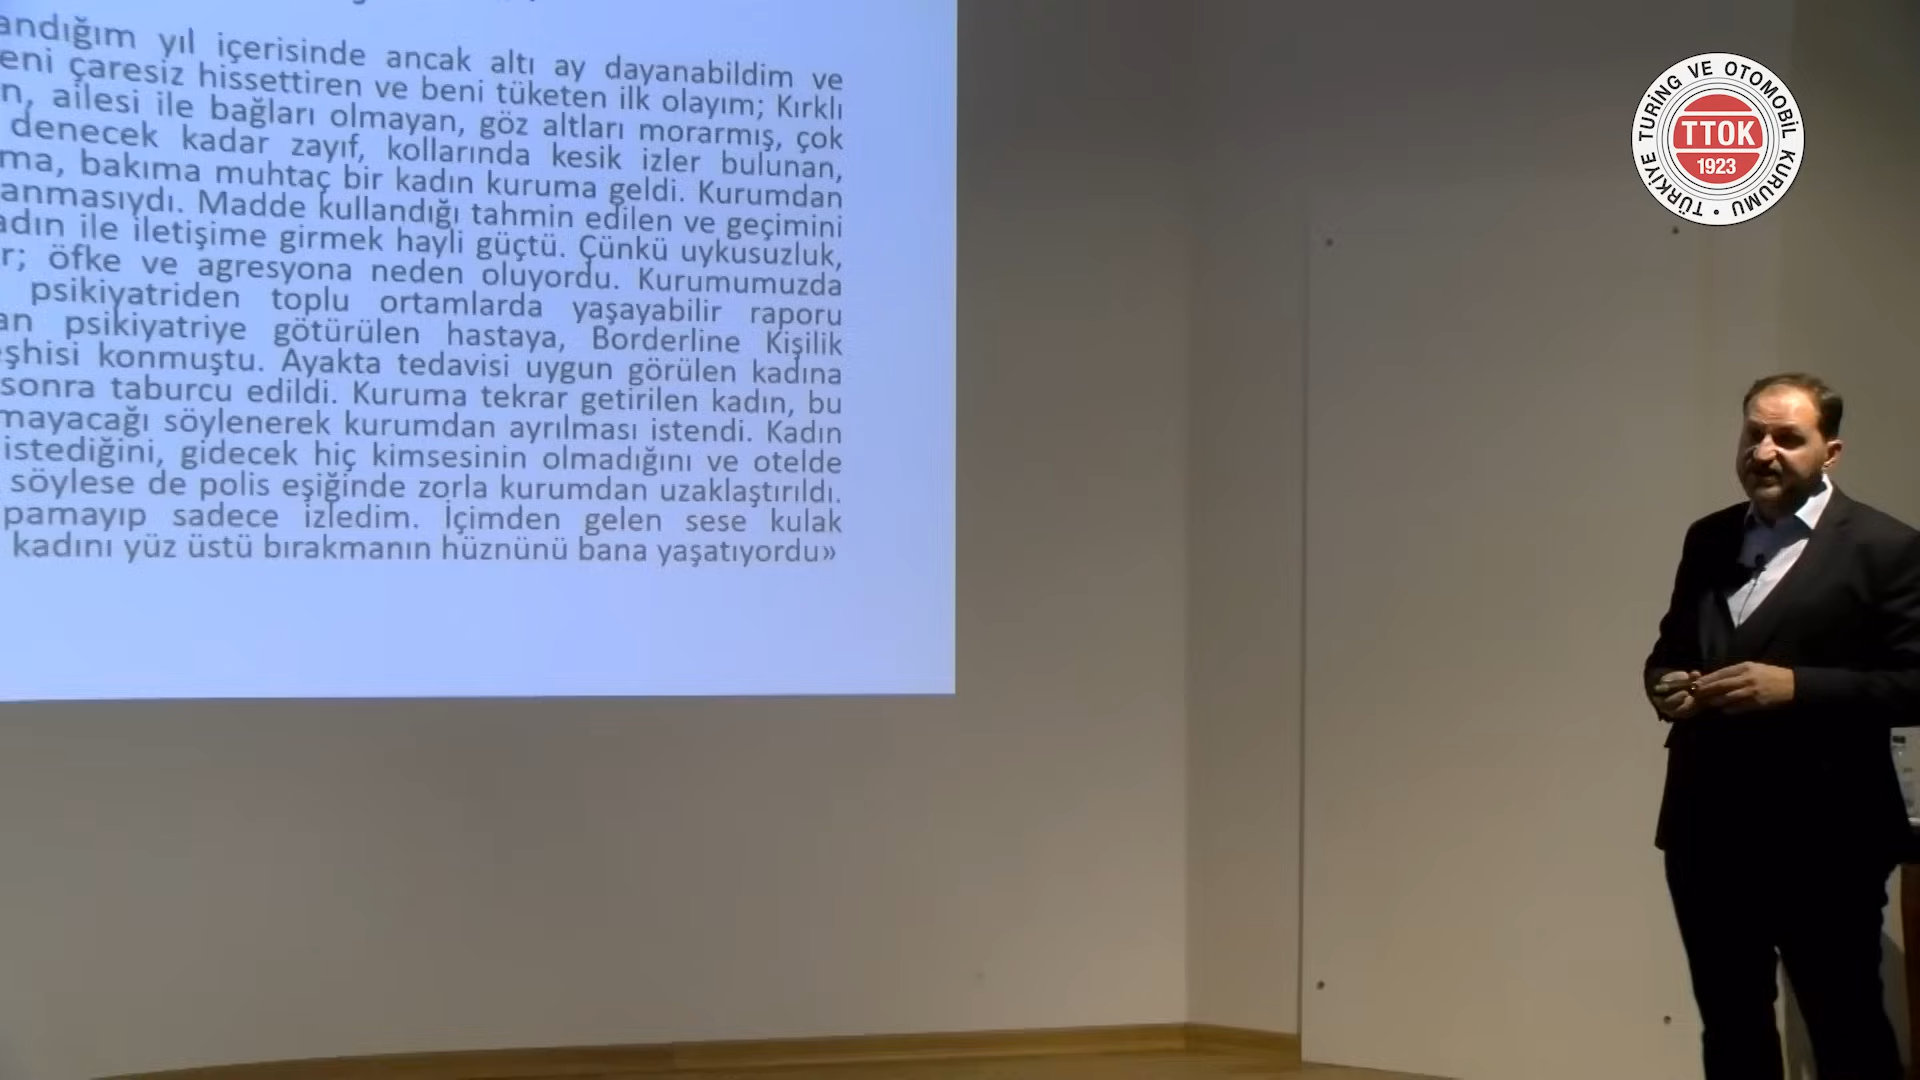 andığım yıl içerisinde ancak altı ay dayanabildim ve
eni çaresiz hissettiren ve beni tüketen ilk olayım; Kırklı
n, ailesi ile bağları olmayan, göz altları morarmış, çok
denecek kadar zayıf, kollarında kesik izler bulunan,
ma, bakıma muhtaç bir kadın kuruma geldi. Kurumdan
anmasıydı. Madde kullandığı tahmin edilen ve geçimini
adın ile iletişime girmek hayli güçtü. Çünkü uykusuzluk,
r; öfke ve agresyona neden oluyordu. Kurumumuzda
psikiyatriden toplu ortamlarda yaşayabilir raporu
an psikiyatriye götürülen hastaya, Borderline Kişilik
eşhisi konmuştu. Ayakta tedavisi uygun görülen kadına
sonra taburcu edildi. Kuruma tekrar getirilen kadın, bu
mayacağı söylenerek kurumdan ayrılması istendi. Kadın
istediğini, gidecek hiç kimsesinin olmadığını ve otelde
söylese de polis eşiğinde zorla kurumdan uzaklaştırıldı.
pamayıp sadece izledim. İçimden gelen sese kulak
kadını yüz üstü bırakmanın hüznünü bana yaşatıyordu»
TÜRKİYE TURİNG VE OTOMOBİL KURUMU •
TTOK
1923